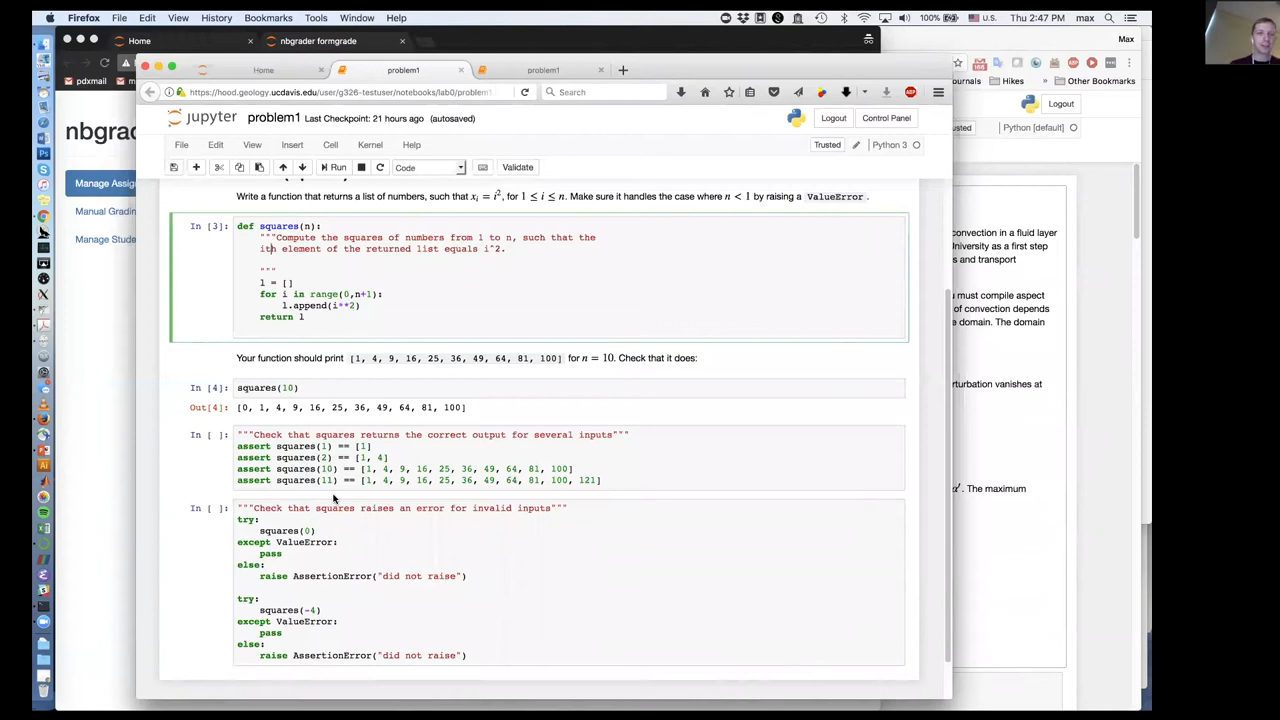 Firefox File Edit View History Bookmarks Tools Window Help
100% U.S. Thu 2:47 PM max
Home
nbgrader formgrade
Max
pdxmail
Home
problem1
problem1
https://hood.geology.ucdavis.edu/user/g326-testuser/notebooks/lab0/problem1
Search
ournals
Hikes
Other Bookmarks
nbgrader
jupyter problem1 Last Checkpoint: 21 hours ago (autosaved)
Logout Control Panel
Logout
File Edit View Insert Cell Kernel Help
Trusted
Python 3
usted
Python [default]
Run
Code
Validate
Manage Assig
Manual Gradin
Manage Stude
Write a function that returns a list of numbers, such that xᵢ = i², for 1 ≤ i ≤ n. Make sure it handles the case where n < 1 by raising a ValueError .
In [3]: def squares(n):
"""Compute the squares of numbers from 1 to n, such that the
ith element of the returned list equals i^2.
"""
l = []
for i in range(0,n+1):
l.append(i**2)
return l
Your function should print [1, 4, 9, 16, 25, 36, 49, 64, 81, 100] for n = 10. Check that it does:
In [4]: squares(10)
Out[4]: [0, 1, 4, 9, 16, 25, 36, 49, 64, 81, 100]
In [ ]: """Check that squares returns the correct output for several inputs"""
assert squares(1) == [1]
assert squares(2) == [1, 4]
assert squares(10) == [1, 4, 9, 16, 25, 36, 49, 64, 81, 100]
assert squares(11) == [1, 4, 9, 16, 25, 36, 49, 64, 81, 100, 121]
In [ ]: """Check that squares raises an error for invalid inputs"""
try:
squares(0)
except ValueError:
pass
else:
raise AssertionError("did not raise")
try:
squares(-4)
except ValueError:
pass
else:
raise AssertionError("did not raise")
convection in a fluid layer
University as a first step
s and transport
u must compile aspect
of convection depends
the domain. The domain
erturbation vanishes at
α′. The maximum